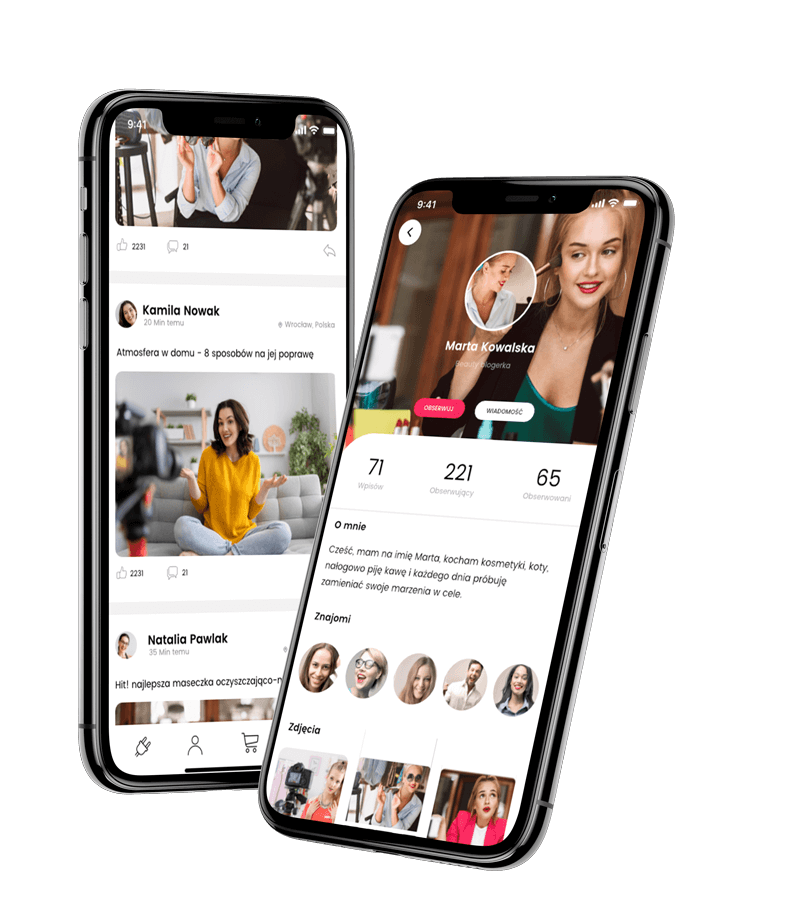 9:41
2231
21
Kamila Nowak
20 Min temu
Wrocław, Polska
Atmosfera w domu - 8 sposobów na jej poprawę
2231
21
Natalia Pawlak
35 Min temu
Hit! najlepsza maseczka oczyszczająco-
9:41
Marta Kowalska
Beauty blogerka
OBSERWUJ
WIADOMOŚĆ
71
221
65
Wpisów
Obserwujący
Obserwowani
O mnie
Cześć, mam na imię Marta, kocham kosmetyki, koty,
nałogowo piję kawę i każdego dnia próbuję
zamieniać swoje marzenia w cele.
Znajomi
Zdjęcia